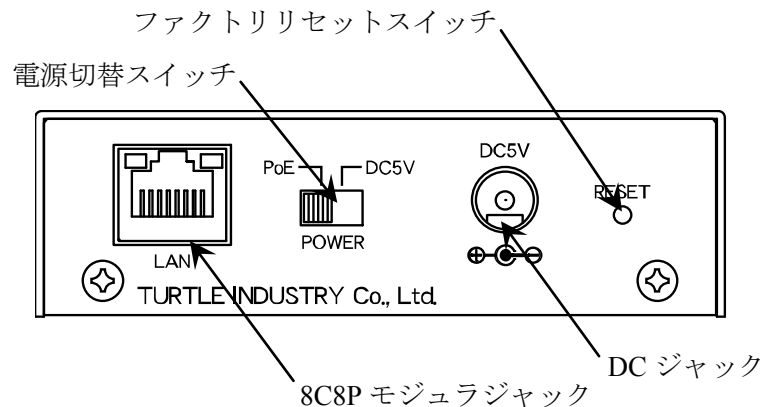 ファクトリリセットスイッチ
電源切替スイッチ
PoE
DC5V
DC5V
RESET
POWER
LAN
TURTLE INDUSTRY Co., Ltd.
DC ジャック
8C8P モジュラジャック